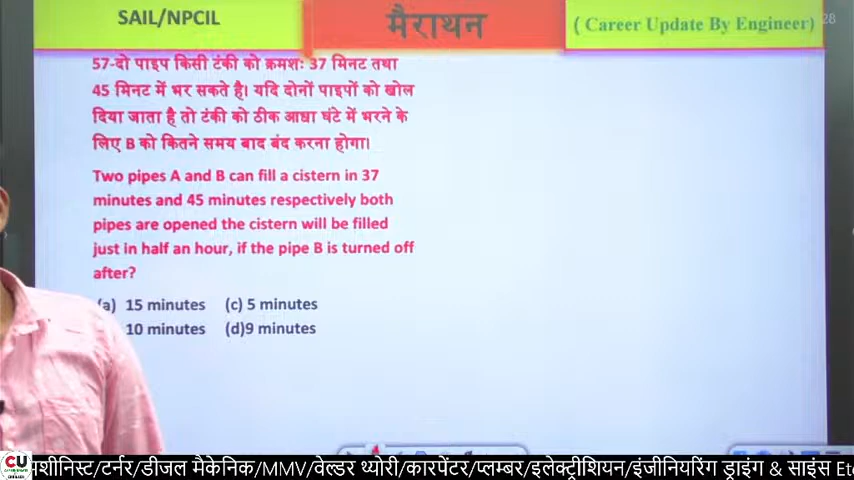 SAIL/NPCIL
मैराथन
( Career Update By Engineer)
28
57-दो पाइप किसी टंकी को क्रमशः 37 मिनट तथा
45 मिनट में भर सकते है। यदि दोनों पाइपों को खोल
दिया जाता है तो टंकी को ठीक आधा घंटे में भरने के
लिए B को कितने समय बाद बंद करना होगा।
Two pipes A and B can fill a cistern in 37
minutes and 45 minutes respectively both
pipes are opened the cistern will be filled
just in half an hour, if the pipe B is turned off
after?
(a) 15 minutes (c) 5 minutes
10 minutes (d)9 minutes
CU
मशीनिस्ट/टर्नर/डीजल मैकेनिक/MMV/वेल्डर थ्योरी/कारपेंटर/प्लम्बर/इलेक्ट्रीशियन/इंजीनियरिंग ड्राइंग & साइंस Etc